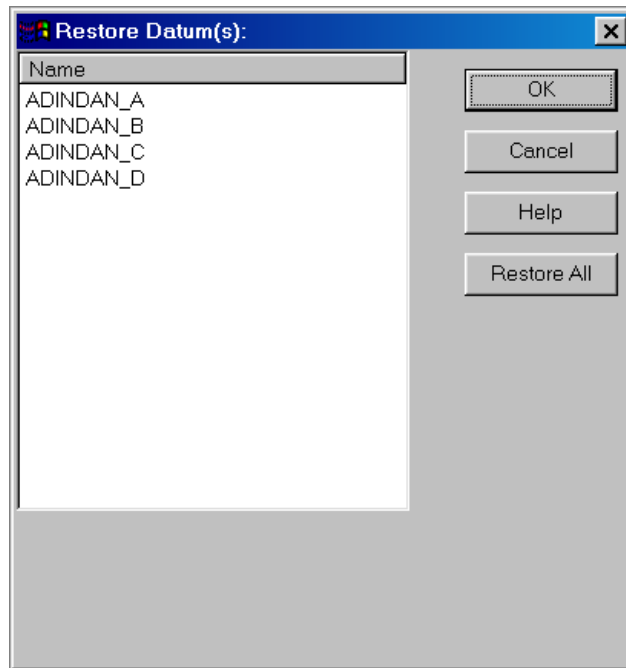 Restore Datum(s):
Name
ADINDAN_A
ADINDAN_B
ADINDAN_C
ADINDAN_D
OK
Cancel
Help
Restore All